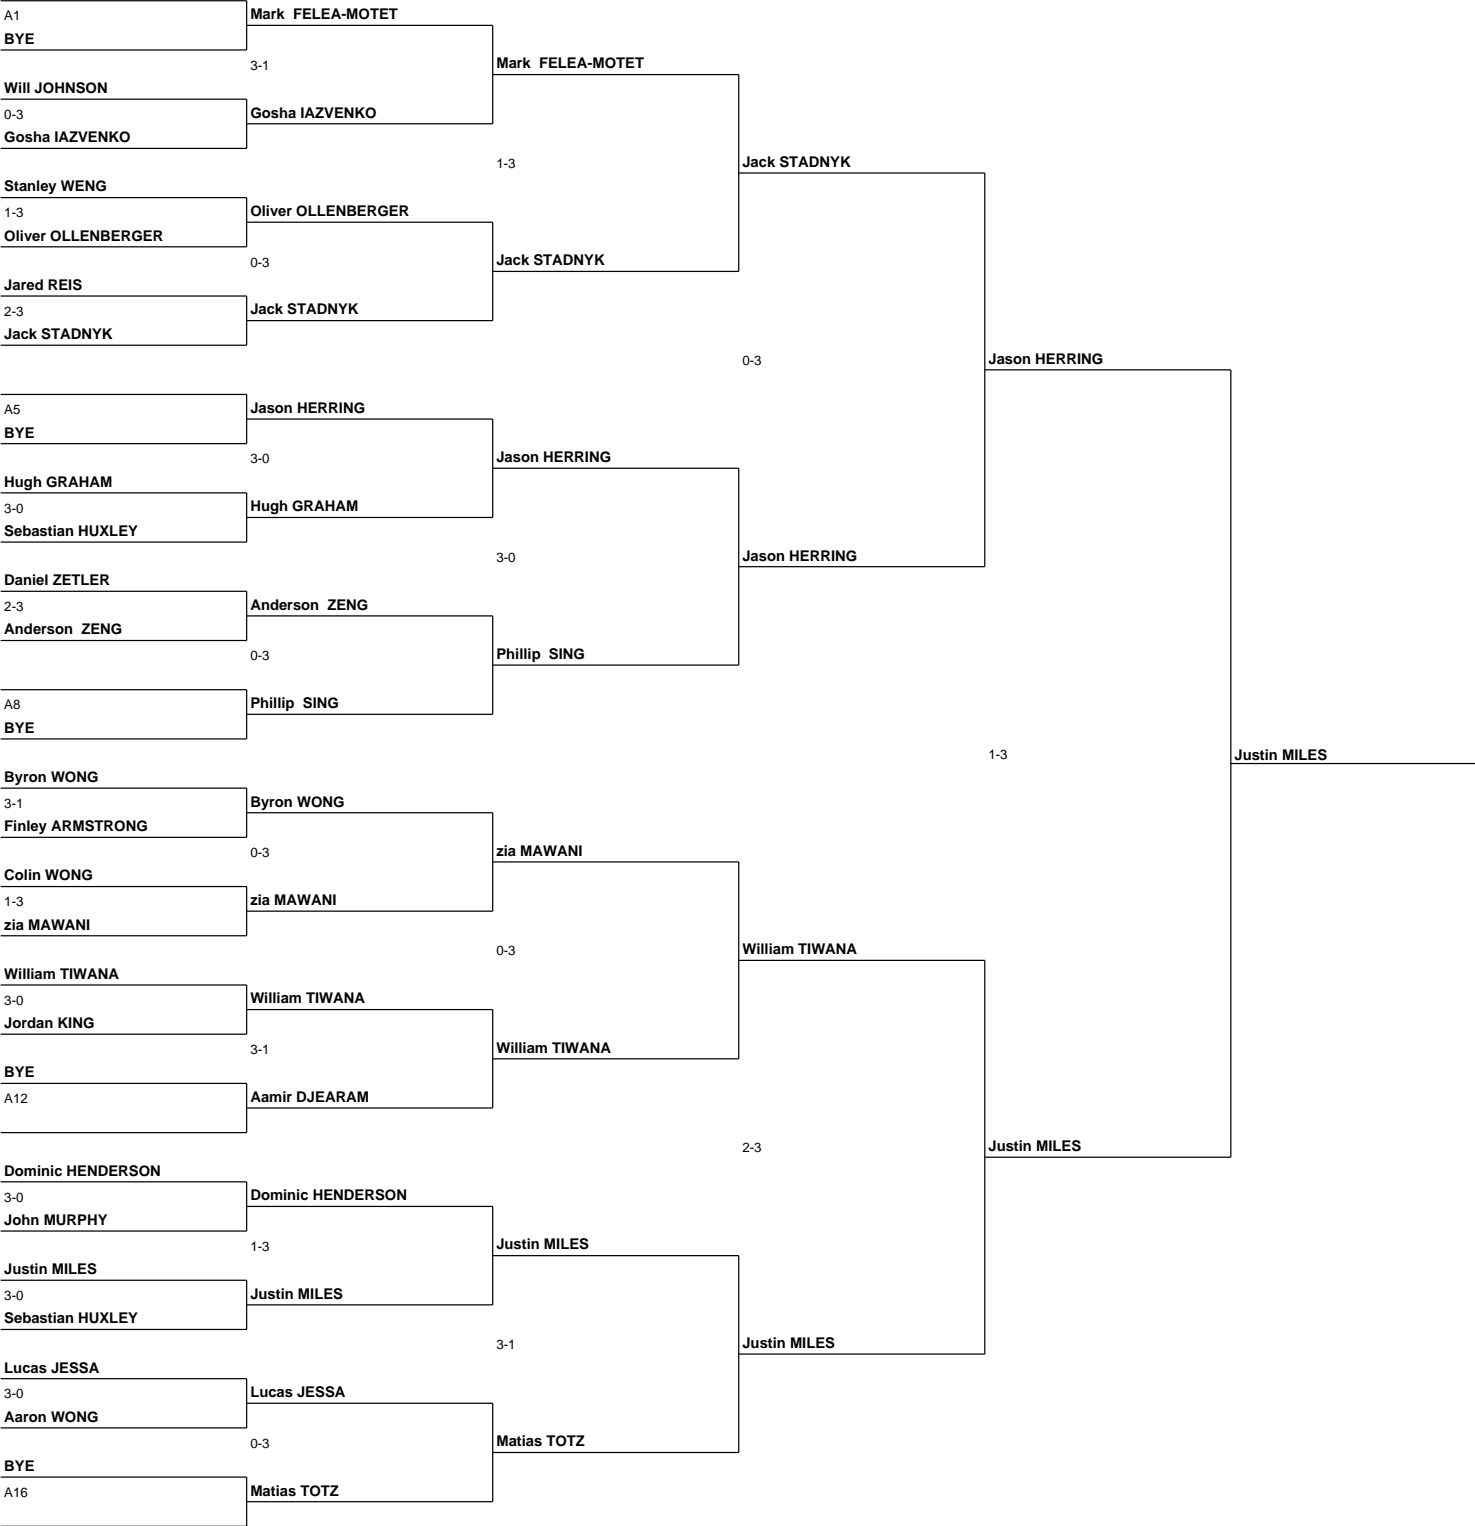 A1
Mark FELEA-MOTET
BYE
3-1
Mark FELEA-MOTET
Will JOHNSON
0-3
Gosha IAZVENKO
Gosha IAZVENKO
1-3
Jack STADNYK
Stanley WENG
1-3
Oliver OLLENBERGER
Oliver OLLENBERGER
0-3
Jack STADNYK
Jared REIS
2-3
Jack STADNYK
Jack STADNYK
0-3
Jason HERRING
A5
Jason HERRING
BYE
3-0
Jason HERRING
Hugh GRAHAM
3-0
Hugh GRAHAM
Sebastian HUXLEY
3-0
Jason HERRING
Daniel ZETLER
2-3
Anderson ZENG
Anderson ZENG
0-3
Phillip SING
A8
Phillip SING
BYE
1-3
Justin MILES
Byron WONG
3-1
Byron WONG
Finley ARMSTRONG
0-3
zia MAWANI
Colin WONG
1-3
zia MAWANI
zia MAWANI
0-3
William TIWANA
William TIWANA
3-0
William TIWANA
Jordan KING
3-1
William TIWANA
BYE
A12
Aamir DJEARAM
2-3
Justin MILES
Dominic HENDERSON
3-0
Dominic HENDERSON
John MURPHY
1-3
Justin MILES
Justin MILES
3-0
Justin MILES
Sebastian HUXLEY
3-1
Justin MILES
Lucas JESSA
3-0
Lucas JESSA
Aaron WONG
0-3
Matias TOTZ
BYE
A16
Matias TOTZ